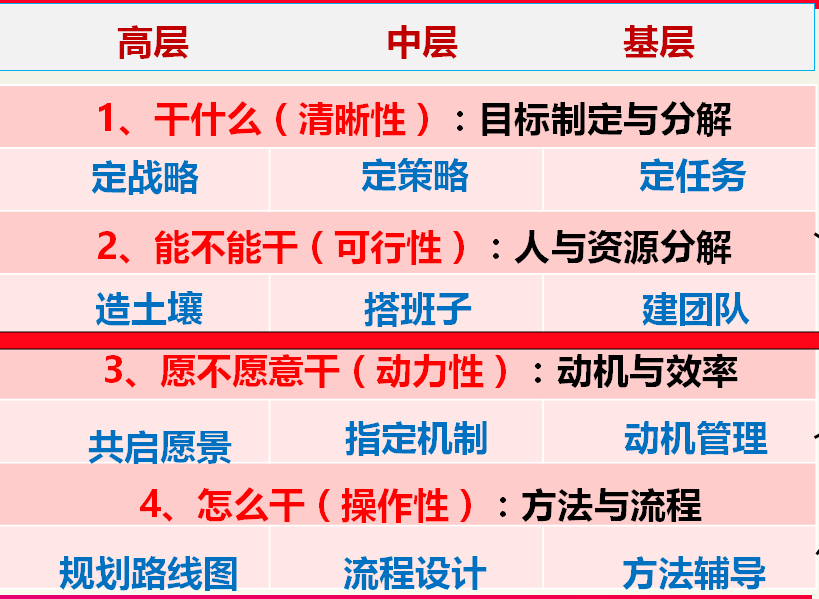 高层 中层 基层
1、干什么（清晰性）：目标制定与分解
定战略 定策略 定任务
2、能不能干（可行性）：人与资源分解
造土壤 搭班子 建团队
3、愿不愿意干（动力性）：动机与效率
共启愿景 指定机制 动机管理
4、怎么干（操作性）：方法与流程
规划路线图 流程设计 方法辅导